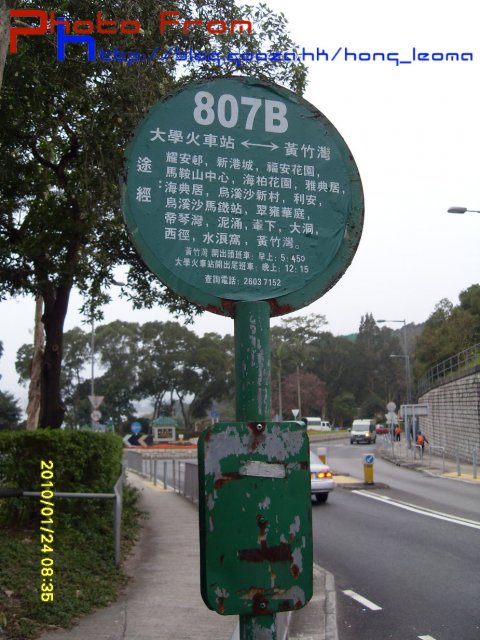 Photo From
http://blog.qooza.hk/hong_leoma
807B
大學火車站 ←→ 黃竹灣
途經：
耀安邨，新港城，福安花園，
馬鞍山中心，海柏花園，雅典居，
海典居，烏溪沙新村，利安，
烏溪沙馬鐵站，翠雍華庭，
帝琴灣，泥涌，輋下，大洞，
西徑，水浪窩，黃竹灣。
黃竹灣 開出頭班車：早上：5：450
大學火車站開出尾班車：晚上：12：15
查詢電話：2603 7152
2010/01/24 08:35